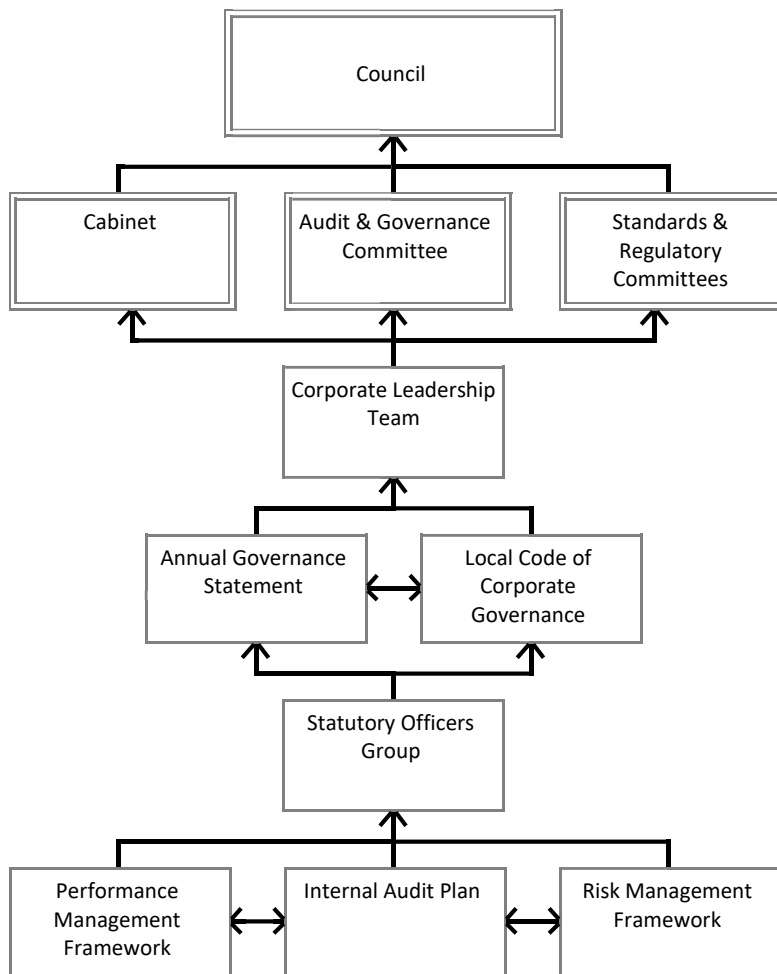 Council
Cabinet
Audit & Governance
Committee
Standards &
Regulatory
Committees
Corporate Leadership
Team
Annual Governance
Statement
Local Code of
Corporate
Governance
Statutory Officers
Group
Performance
Management
Framework
Internal Audit Plan
Risk Management
Framework